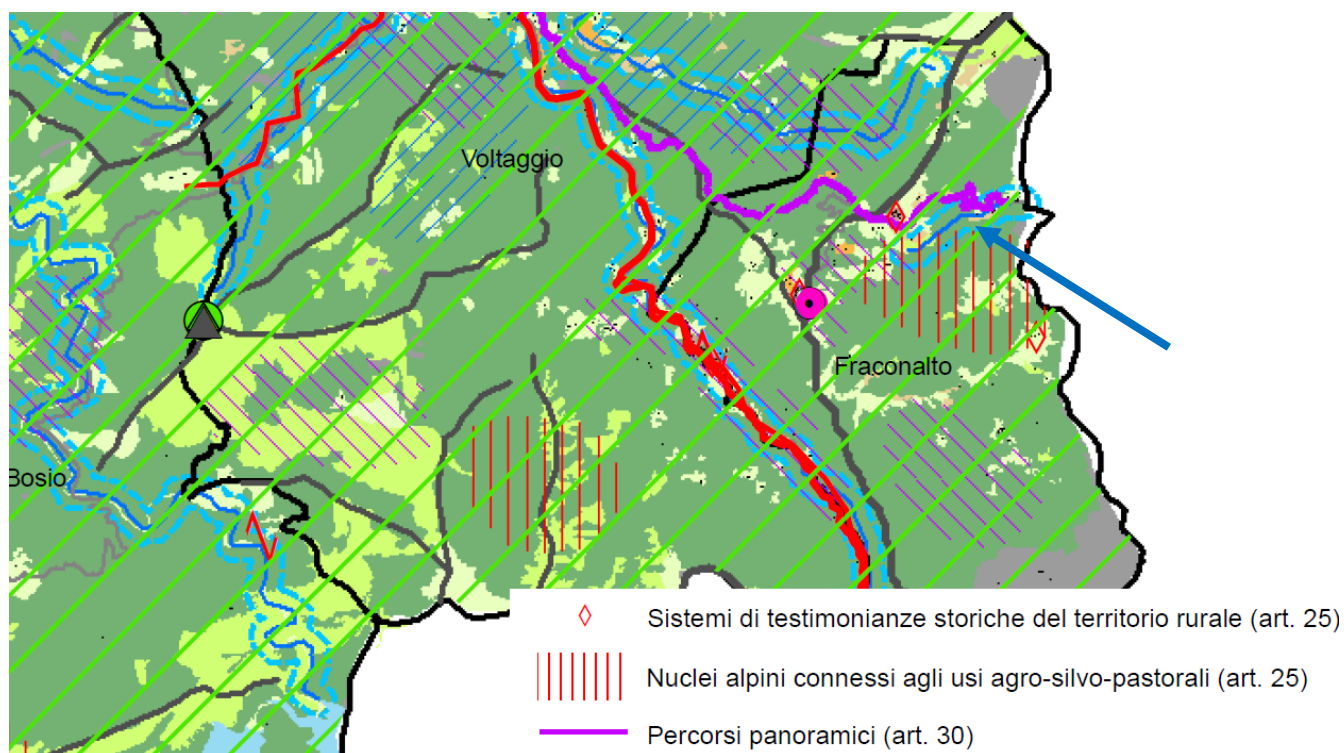 Voltaggio
Fraconalto
Bosio
Sistemi di testimonianze storiche del territorio rurale (art. 25)
Nuclei alpini connessi agli usi agro-silvo-pastorali (art. 25)
Percorsi panoramici (art. 30)